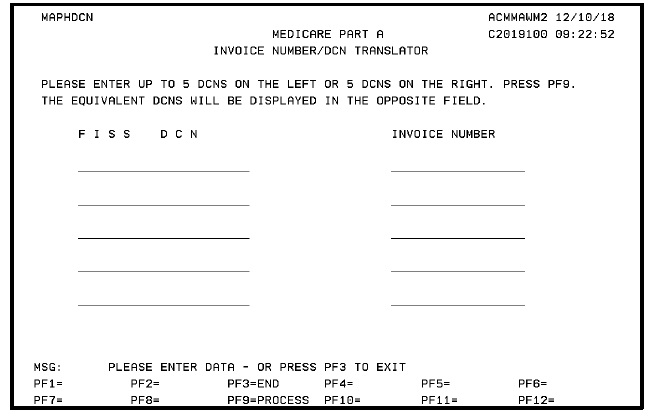 MAPHDCN ACMMAWM2 12/10/18
MEDICARE PART A C2019100 09:22:52
INVOICE NUMBER/DCN TRANSLATOR
PLEASE ENTER UP TO 5 DCNS ON THE LEFT OR 5 DCNS ON THE RIGHT. PRESS PF9.
THE EQUIVALENT DCNS WILL BE DISPLAYED IN THE OPPOSITE FIELD.
F I S S D C N INVOICE NUMBER
MSG: PLEASE ENTER DATA - OR PRESS PF3 TO EXIT
PF1= PF2= PF3=END PF4= PF5= PF6=
PF7= PF8= PF9=PROCESS PF10= PF11= PF12=